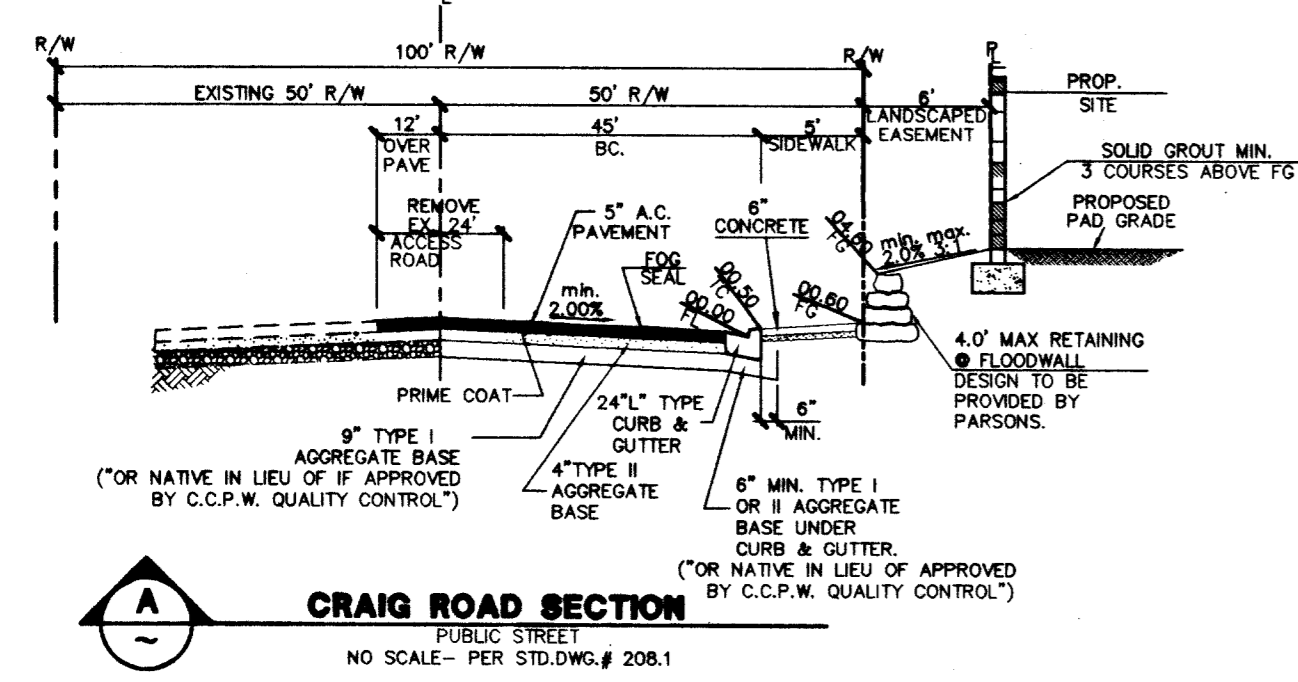 L
R/W
100' R/W
R/W
PL
EXISTING 50' R/W
50' R/W
6'
LANDSCAPED
EASEMENT
PROP.
SITE
12'
OVER
PAVE
45'
BC.
5'
SIDEWALK
SOLID GROUT MIN.
3 COURSES ABOVE FG
REMOVE
EX. 24'
ACCESS
ROAD
5" A.C.
PAVEMENT
6"
CONCRETE
PROPOSED
PAD GRADE
FOG
SEAL
min.
2.00%
00.00
FL
00.50
TC
00.60
FG
04.60
FG
min. max.
2.0% 3:1
4.0' MAX RETAINING
@ FLOODWALL
DESIGN TO BE
PROVIDED BY
PARSONS.
PRIME COAT
24"L" TYPE
CURB &
GUTTER
6"
MIN.
9" TYPE I
AGGREGATE BASE
("OR NATIVE IN LIEU OF IF APPROVED
BY C.C.P.W. QUALITY CONTROL")
4"TYPE II
AGGREGATE
BASE
6" MIN. TYPE I
OR II AGGREGATE
BASE UNDER
CURB & GUTTER.
("OR NATIVE IN LIEU OF APPROVED
BY C.C.P.W. QUALITY CONTROL")
A
~
CRAIG ROAD SECTION
PUBLIC STREET
NO SCALE- PER STD.DWG.# 208.1